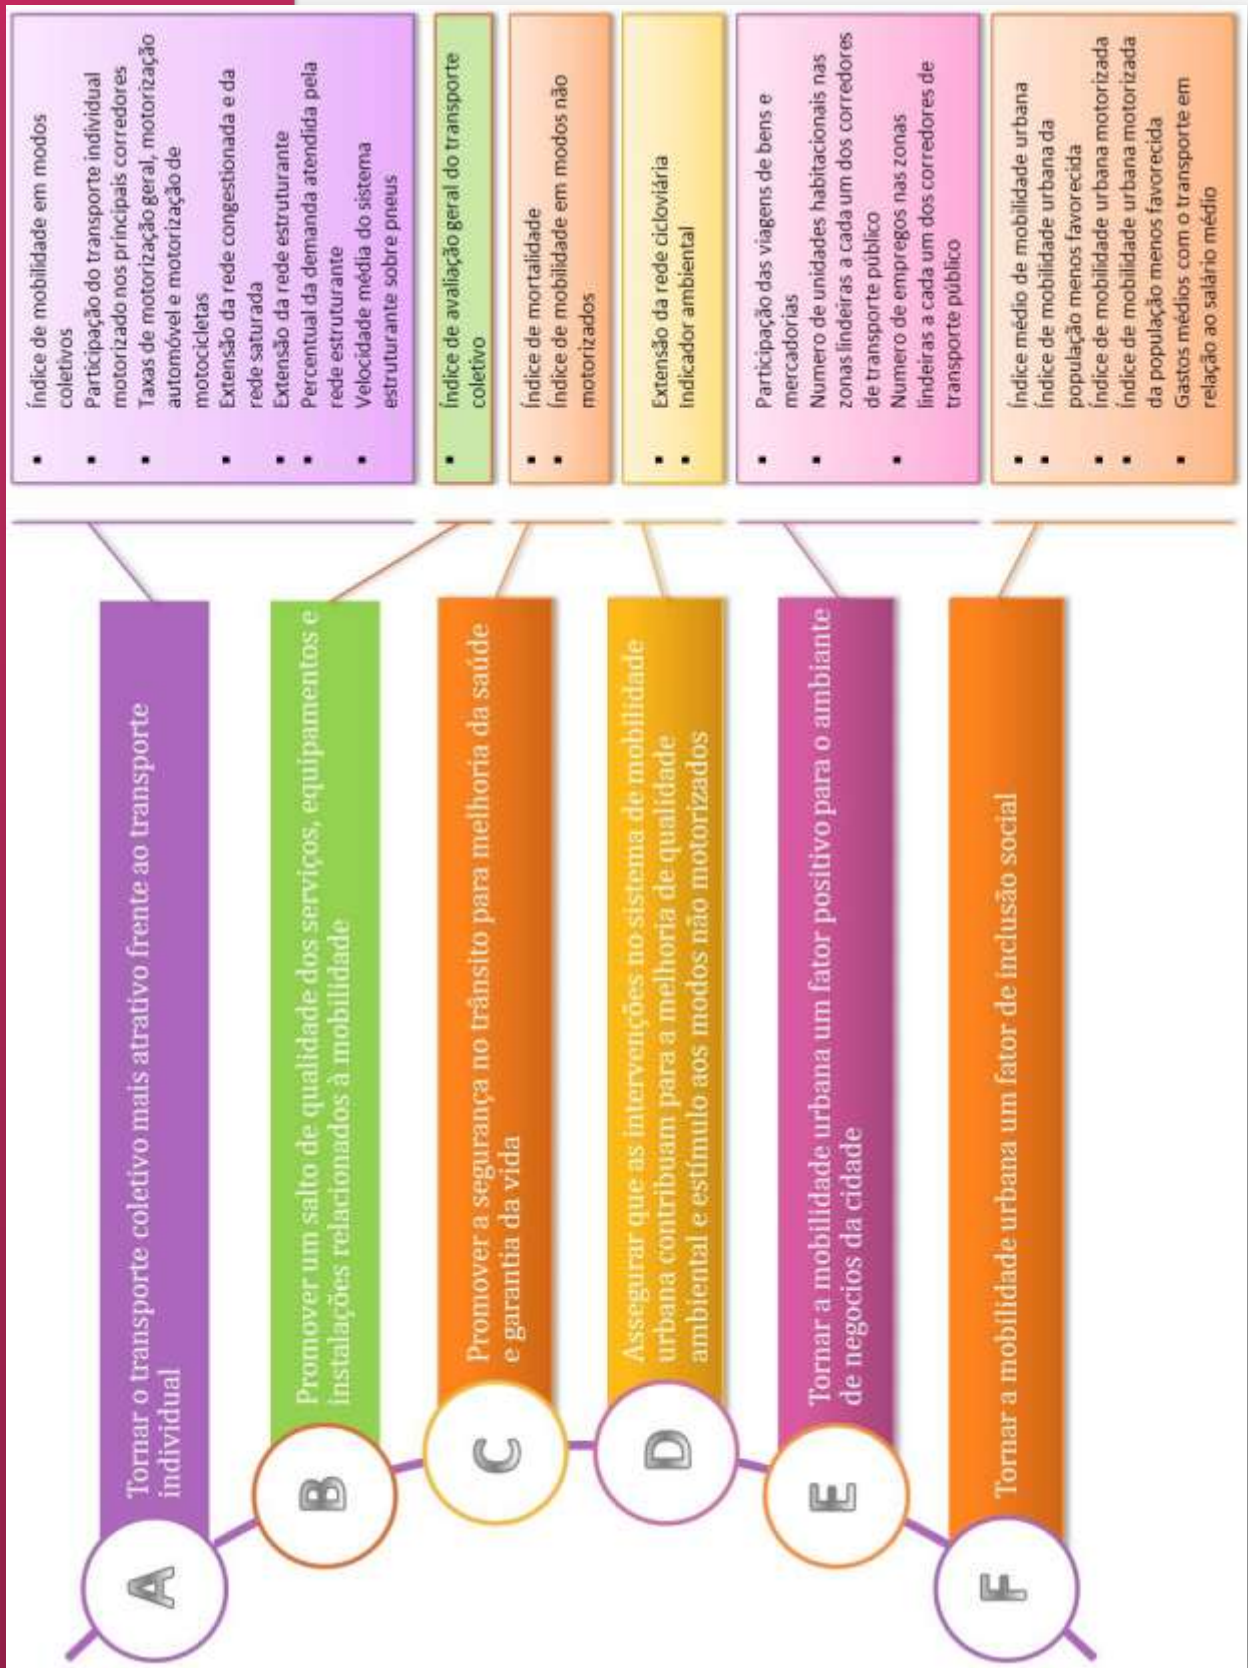 A
Tornar o transporte coletivo mais atrativo frente ao transporte
individual
Índice de mobilidade em modos
coletivos
Participação do transporte individual
motorizado nos principais corredores
Taxas de motorização geral, motorização
automóvel e motorização de
motocicletas
Extensão da rede congestionada e da
rede saturada
Extensão da rede estruturante
Percentual da demanda atendida pela
rede estruturante
Velocidade média do sistema
estruturante sobre pneus
B
Promover um salto de qualidade dos serviços, equipamentos e
instalações relacionados à mobilidade
Índice de avaliação geral do transporte
coletivo
C
Promover a segurança no trânsito para melhoria da saúde
e garantia da vida
Índice de mortalidade
Índice de mobilidade em modos não
motorizados
D
Assegurar que as intervenções no sistema de mobilidade
urbana contribuam para a melhoria de qualidade
ambiental e estímulo aos modos não motorizados
Extensão da rede cicloviária
Indicador ambiental
E
Tornar a mobilidade urbana um fator positivo para o ambiante
de negocios da cidade
Participação das viagens de bens e
mercadorias
Numero de unidades habitacionais nas
zonas lindeiras a cada um dos corredores
de transporte público
Numero de empregos nas zonas
lindeiras a cada um dos corredores de
transporte público
F
Tornar a mobilidade urbana um fator de inclusão social
Índice médio de mobilidade urbana
Índice de mobilidade urbana da
população menos favorecida
Índice de mobilidade urbana motorizada
Índice de mobilidade urbana motorizada
da população menos favorecida
Gastos médios com o transporte em
relação ao salário médio